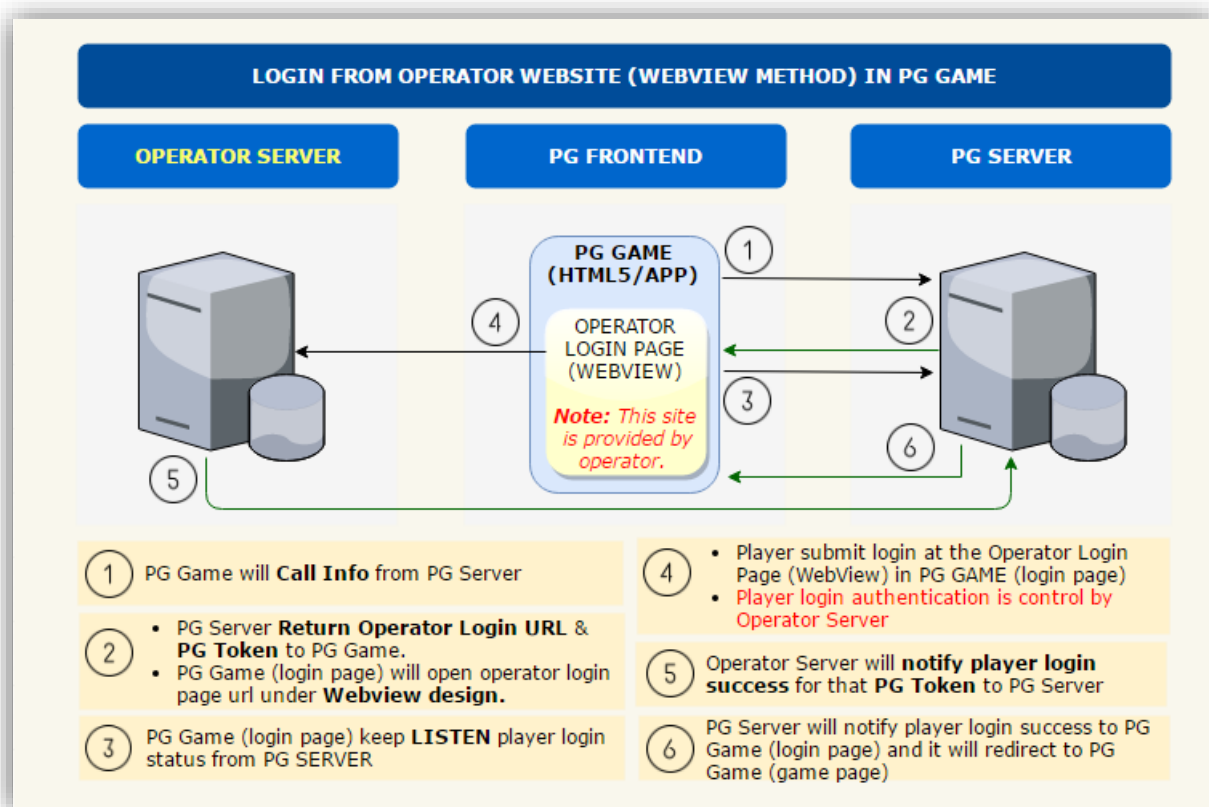 LOGIN FROM OPERATOR WEBSITE (WEBVIEW METHOD) IN PG GAME
OPERATOR SERVER
PG FRONTEND
PG SERVER
PG GAME
(HTML5/APP)
OPERATOR
LOGIN PAGE
(WEBVIEW)
Note: This site
is provided by
operator.
1
2
3
4
5
6
1
PG Game will Call Info from PG Server
2
• PG Server Return Operator Login URL &
PG Token to PG Game.
• PG Game (login page) will open operator login
page url under Webview design.
3
PG Game (login page) keep LISTEN player login
status from PG SERVER
4
• Player submit login at the Operator Login
Page (WebView) in PG GAME (login page)
• Player login authentication is control by
Operator Server
5
Operator Server will notify player login
success for that PG Token to PG Server
6
PG Server will notify player login success to PG
Game (login page) and it will redirect to PG
Game (game page)